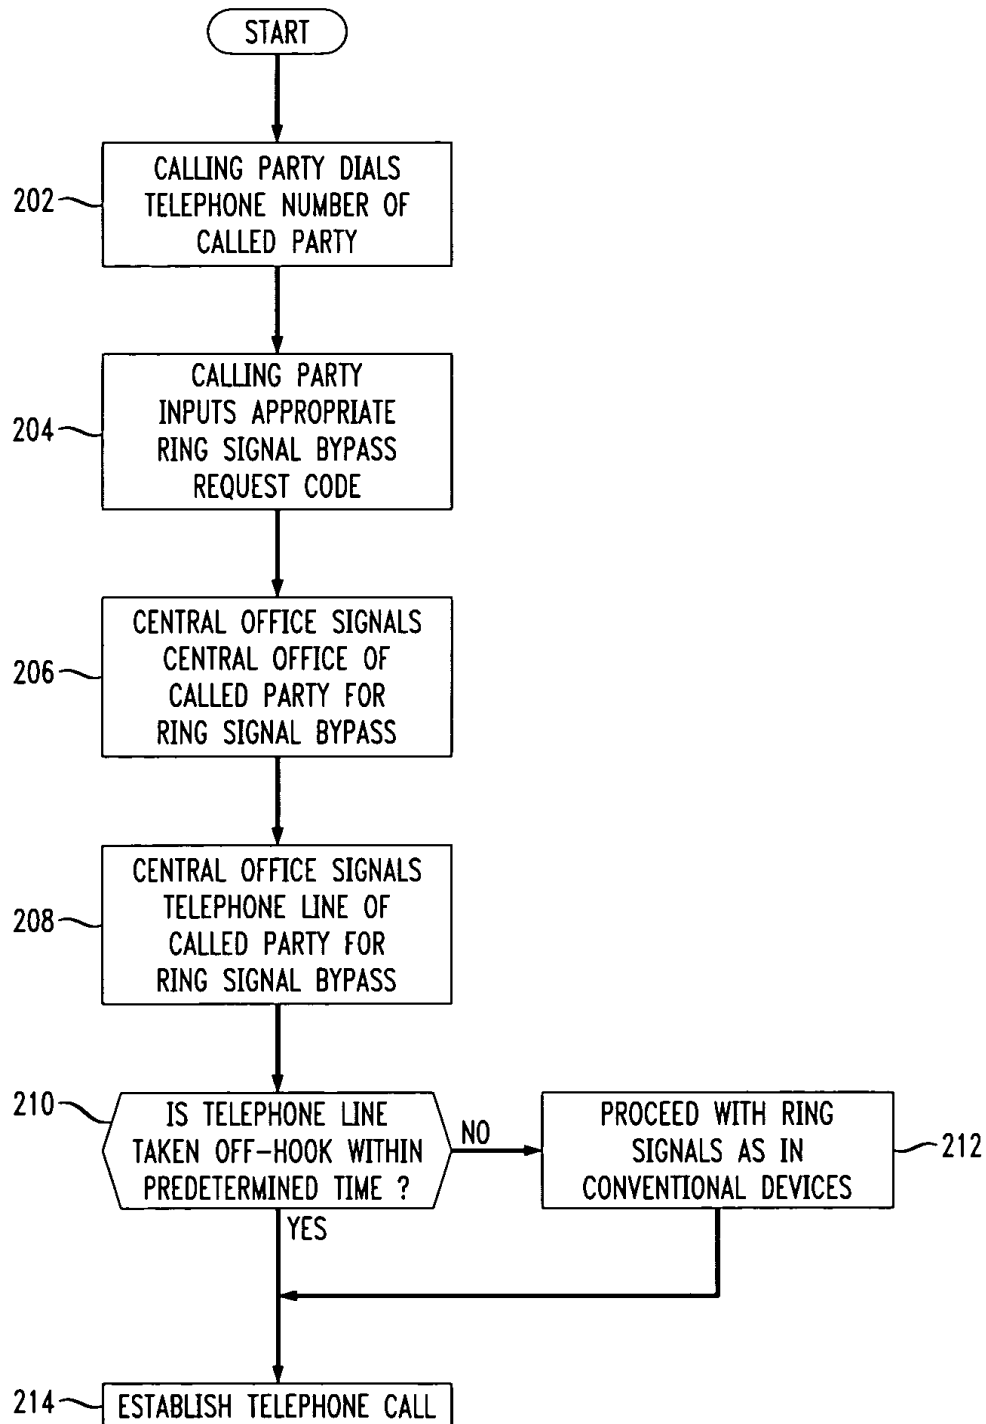 START
202
CALLING PARTY DIALS
TELEPHONE NUMBER OF
CALLED PARTY
204
CALLING PARTY
INPUTS APPROPRIATE
RING SIGNAL BYPASS
REQUEST CODE
206
CENTRAL OFFICE SIGNALS
CENTRAL OFFICE OF
CALLED PARTY FOR
RING SIGNAL BYPASS
208
CENTRAL OFFICE SIGNALS
TELEPHONE LINE OF
CALLED PARTY FOR
RING SIGNAL BYPASS
210
IS TELEPHONE LINE
TAKEN OFF-HOOK WITHIN
PREDETERMINED TIME ?
NO
PROCEED WITH RING
SIGNALS AS IN
CONVENTIONAL DEVICES
212
YES
214
ESTABLISH TELEPHONE CALL